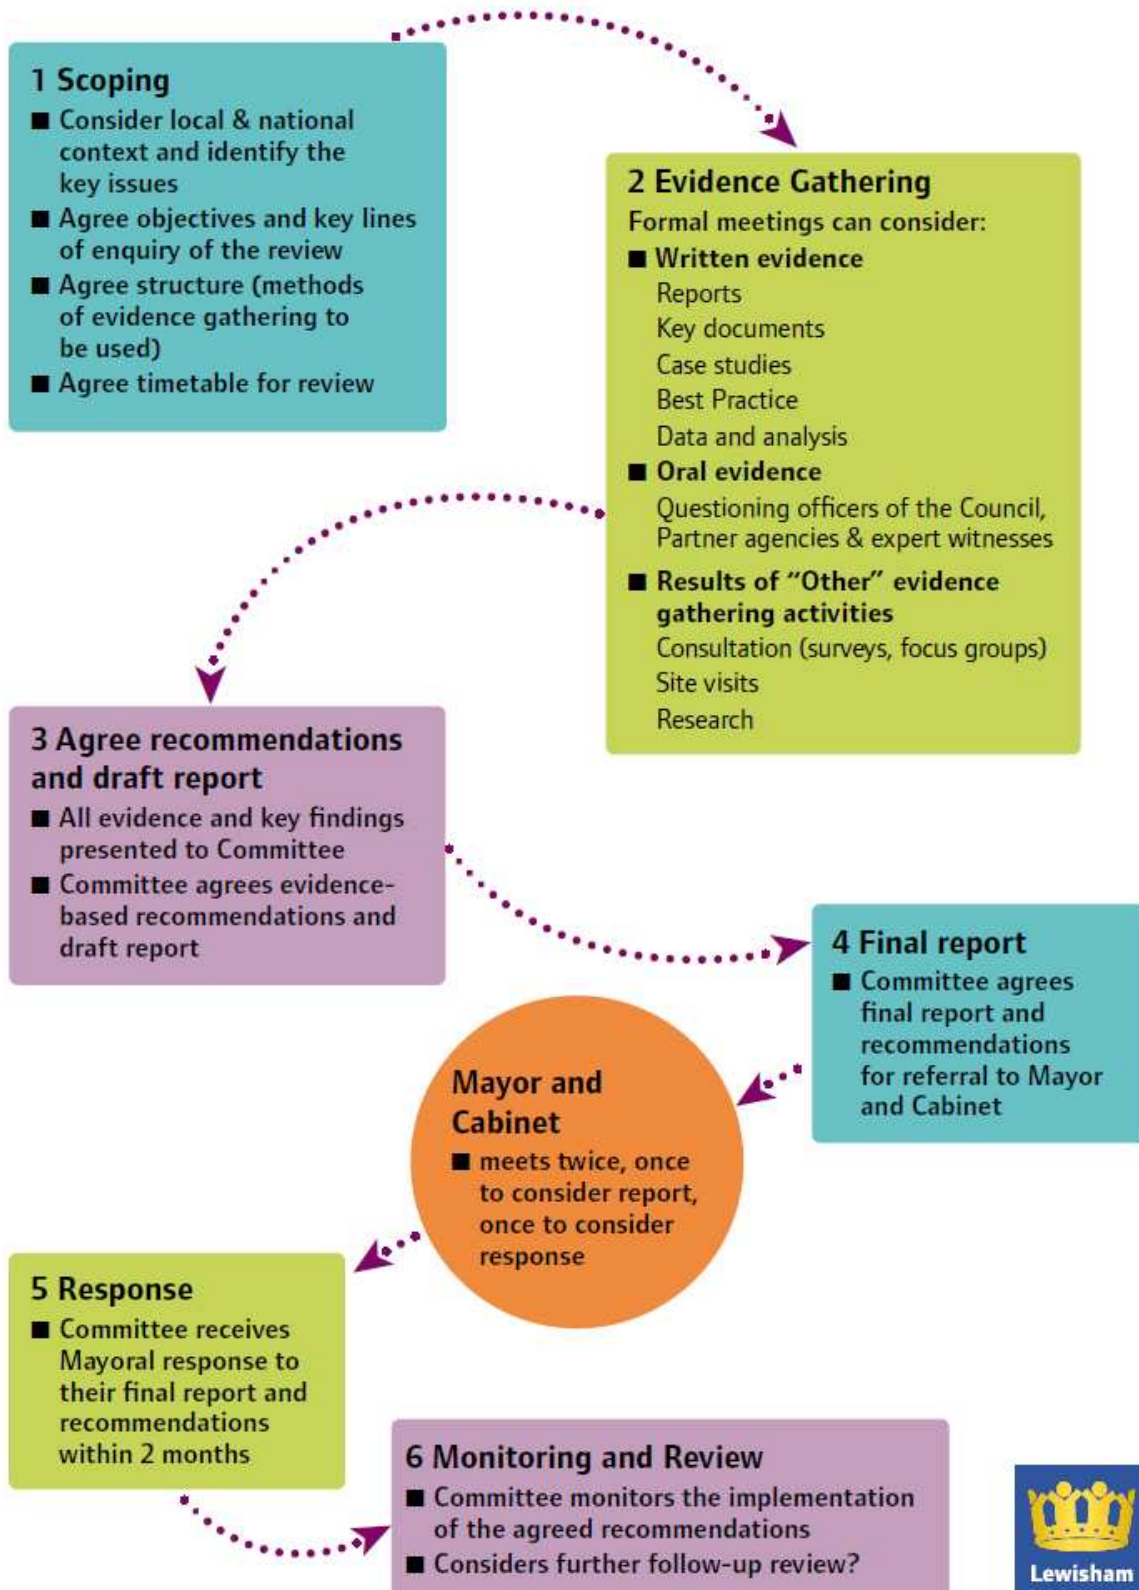 1 Scoping
■ Consider local & national
context and identify the
key issues
■ Agree objectives and key lines
of enquiry of the review
■ Agree structure (methods
of evidence gathering to
be used)
■ Agree timetable for review
2 Evidence Gathering
Formal meetings can consider:
■ Written evidence
Reports
Key documents
Case studies
Best Practice
Data and analysis
■ Oral evidence
Questioning officers of the Council,
Partner agencies & expert witnesses
■ Results of “Other” evidence
gathering activities
Consultation (surveys, focus groups)
Site visits
Research
3 Agree recommendations
and draft report
■ All evidence and key findings
presented to Committee
■ Committee agrees evidence-
based recommendations and
draft report
4 Final report
■ Committee agrees
final report and
recommendations
for referral to Mayor
and Cabinet
Mayor and
Cabinet
■ meets twice, once
to consider report,
once to consider
response
5 Response
■ Committee receives
Mayoral response to
their final report and
recommendations
within 2 months
6 Monitoring and Review
■ Committee monitors the implementation
of the agreed recommendations
■ Considers further follow-up review?
Lewisham